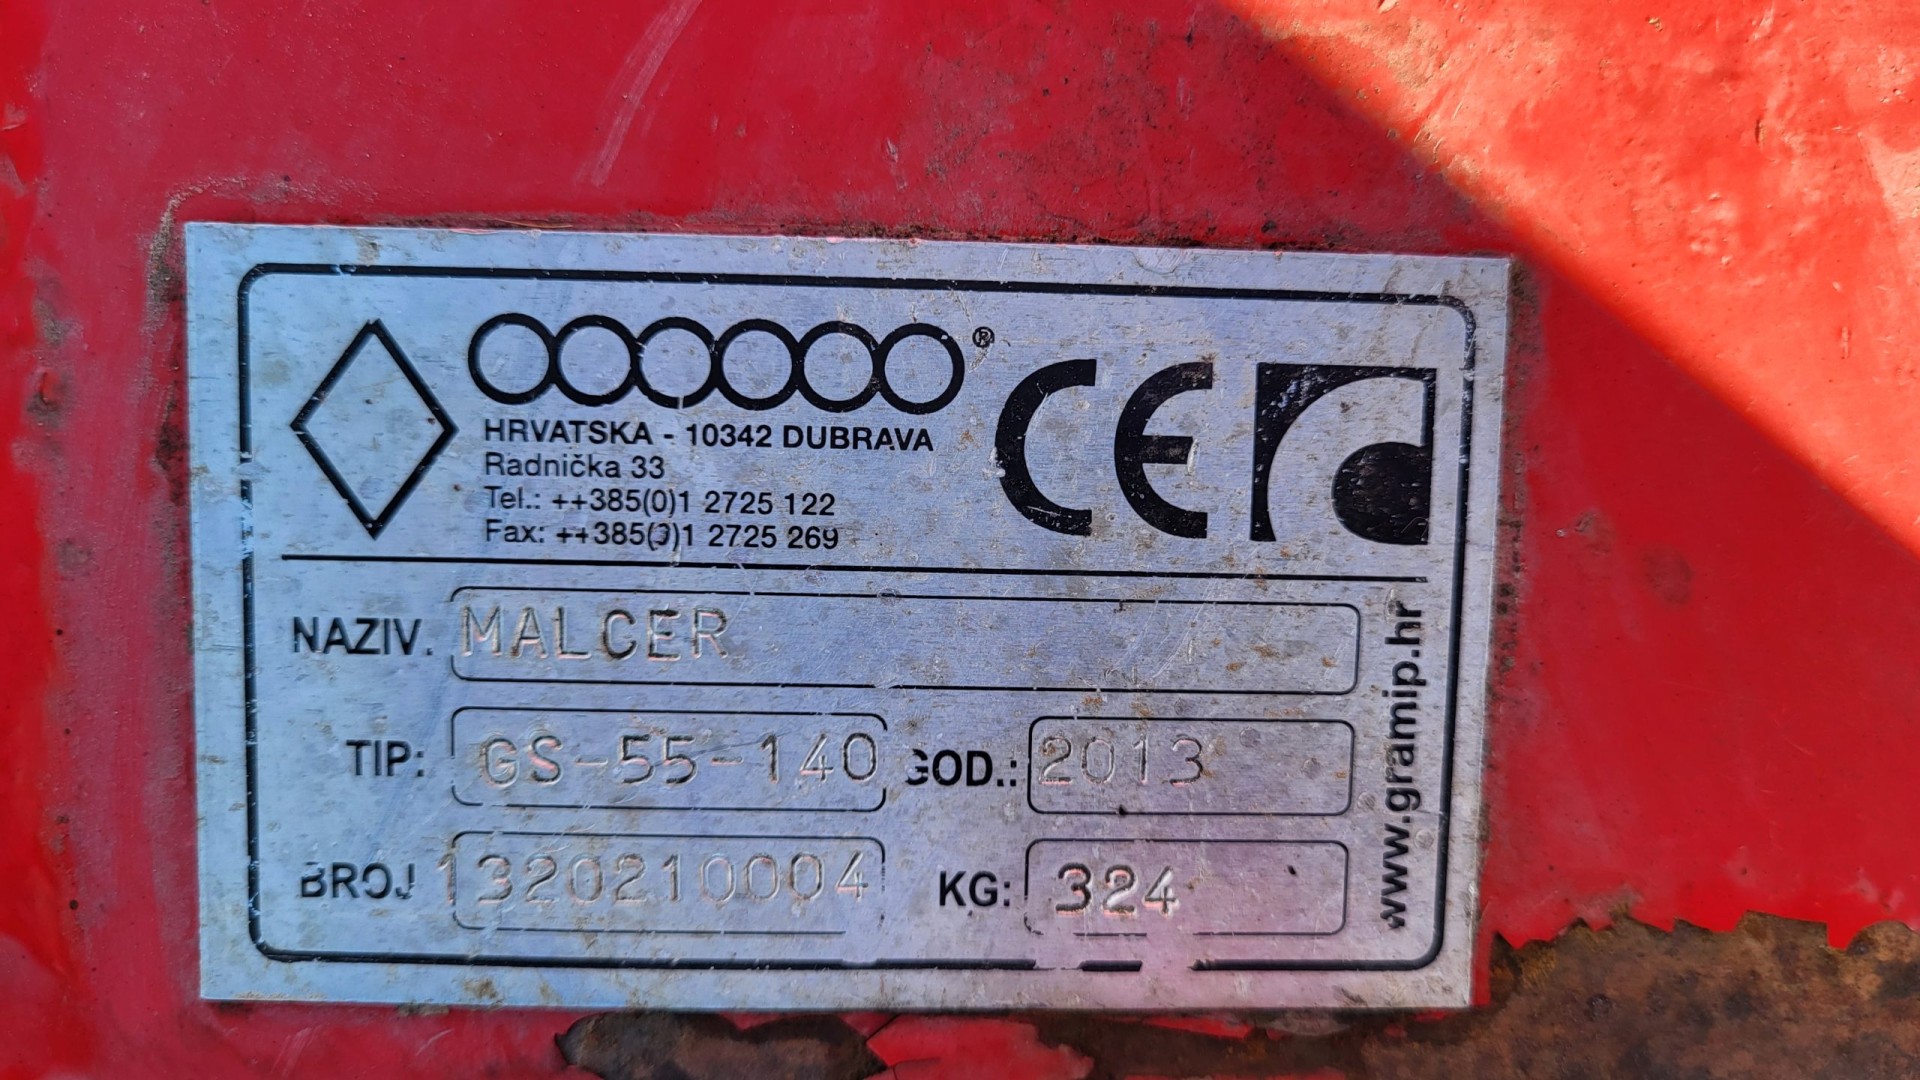 ®
CE
HRVATSKA - 10342 DUBRAVA
Radnička 33
Tel.: ++385(0)1 2725 122
Fax: ++385(0)1 2725 269
NAZIV. MALCER
TIP: GS-55-140 GOD.: 2013
BROJ 1320210004 KG: 324
www.gramip.hr